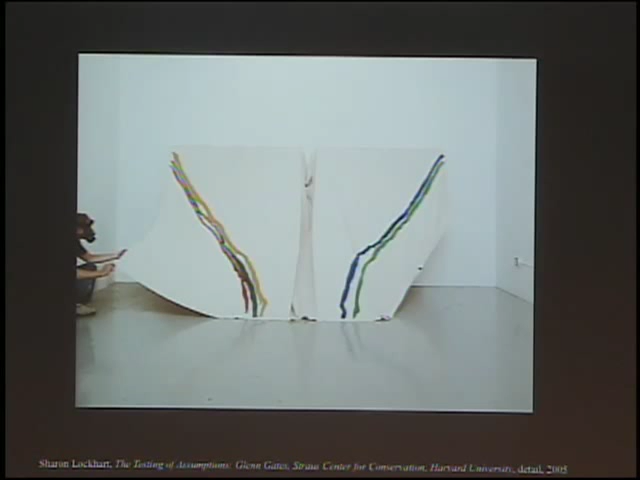 Sharon Lockhart, The Testing of Assumptions: Glenn Gates, Straus Center for Conservation, Harvard University, detail, 2005